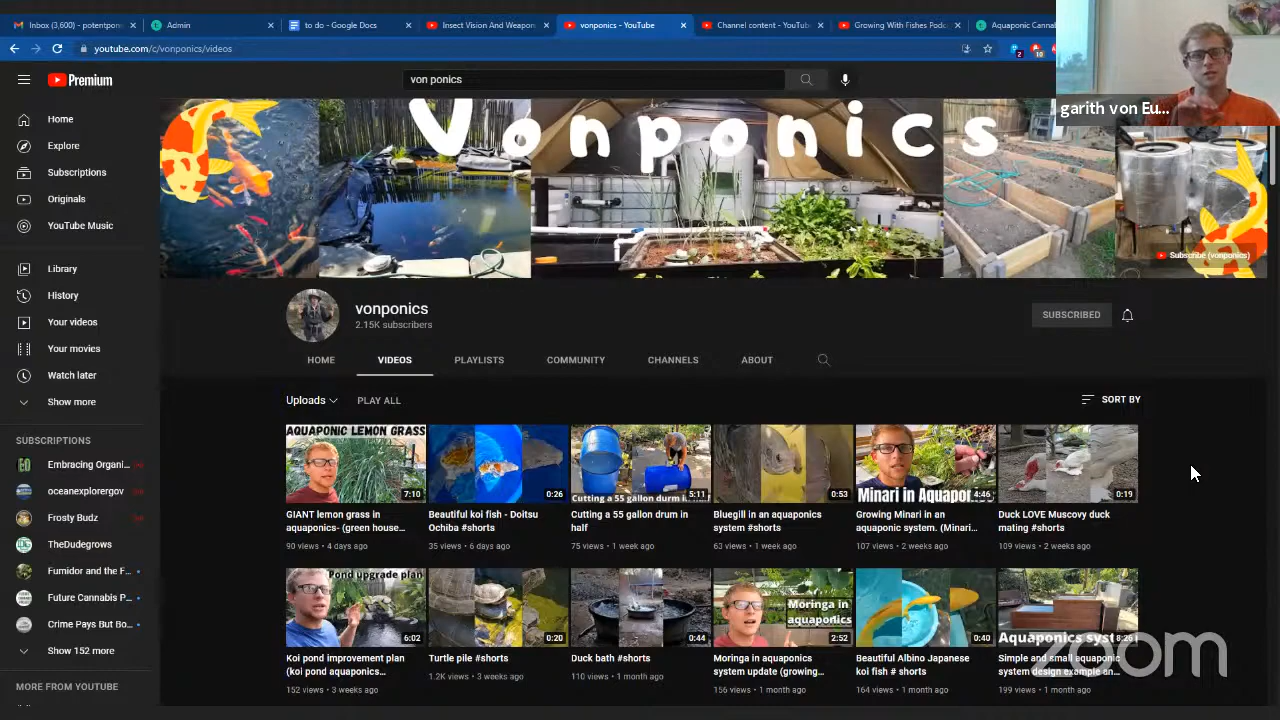 Inbox (3,600) - potentpon
Admin
to do - Google Docs
Insect Vision And Weapon
vonponics - YouTube
Channel content - YouTub
Growing With Fishes Podc
Aquaponic Cannab
youtube.com/c/vonponics/videos
garith von Eu...
Premium
von ponics
Vonponics
Subscribe (vonponics)
Home
Explore
Subscriptions
Originals
YouTube Music
Library
History
Your videos
Your movies
Watch later
Show more
SUBSCRIPTIONS
Embracing Organi...
oceanexplorergov
Frosty Budz
TheDudegrows
Fumidor and the F...
Future Cannabis P...
Crime Pays But Bo...
Show 152 more
MORE FROM YOUTUBE
vonponics
2.15K subscribers
SUBSCRIBED
HOME VIDEOS PLAYLISTS COMMUNITY CHANNELS ABOUT
Uploads PLAY ALL SORT BY
AQUAPONIC LEMON GRASS
7:10
GIANT lemon grass in
aquaponics- (green house...
90 views • 4 days ago
0:26
Beautiful koi fish - Doitsu
Ochiba #shorts
35 views • 6 days ago
5:11
Cutting a 55 gallon durm in
Cutting a 55 gallon drum in
half
75 views • 1 week ago
0:53
Bluegill in an aquaponics
system #shorts
63 views • 1 week ago
4:46
Minari in Aquapor
Growing Minari in an
aquaponic system. (Minari...
107 views • 2 weeks ago
0:19
Duck LOVE Muscovy duck
mating #shorts
109 views • 2 weeks ago
Pond upgrade plan
6:02
Koi pond improvement plan
(koi pond aquaponics...
152 views • 3 weeks ago
0:20
Turtle pile #shorts
1.2K views • 3 weeks ago
0:44
Duck bath #shorts
110 views • 1 month ago
Moringa in
aquaponics
2:52
Moringa in aquaponics
system update (growing...
156 views • 1 month ago
0:40
Beautiful Albino Japanese
koi fish # shorts
164 views • 1 month ago
Aquaponics syst
8:26
Simple and small aquaponic
system design example an...
199 views • 1 month ago
zoom